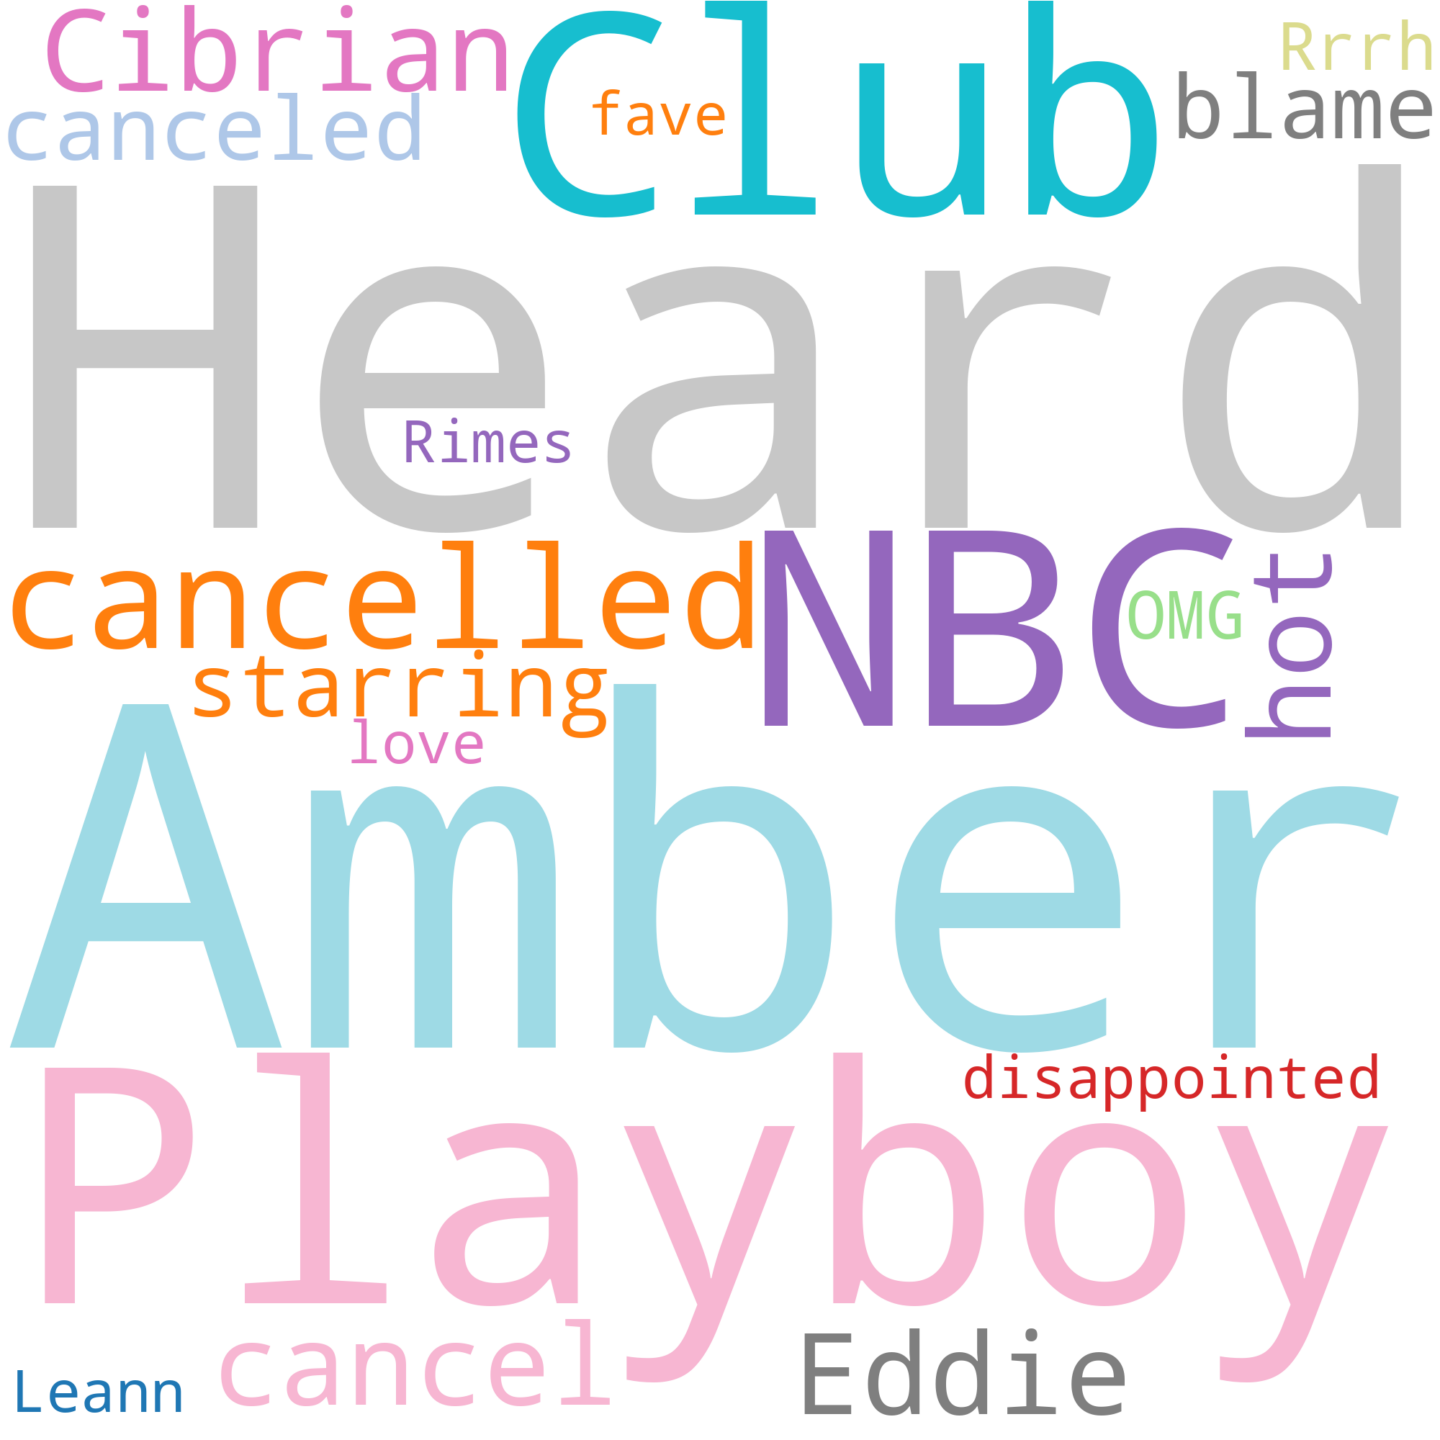 Cibrian
Club
Rrrh
fave
blame
canceled
Heard
Rimes
cancelled
NBC
OMG
hot
starring
love
Amber
disappointed
Playboy
cancel
Eddie
Leann